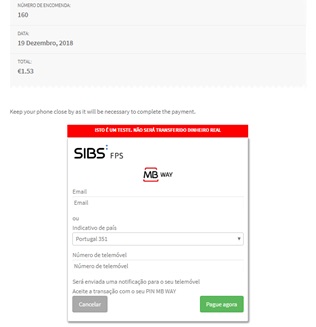 NÚMERO DE ENCOMENDA:
160
DATA:
19 Dezembro, 2018
TOTAL:
€1.53
Keep your phone close by as it will be necessary to complete the payment.
ISTO É UM TESTE. NÃO SERÁ TRANSFERIDO DINHEIRO REAL
SIBS FPS
MB WAY
Email
Email
ou
Indicativo de país
Portugal 351
Número de telemóvel
Número de telemóvel
Será enviada uma notificação para o seu telemóvel
Aceite a transação com o seu PIN MB WAY
Cancelar
Pague agora